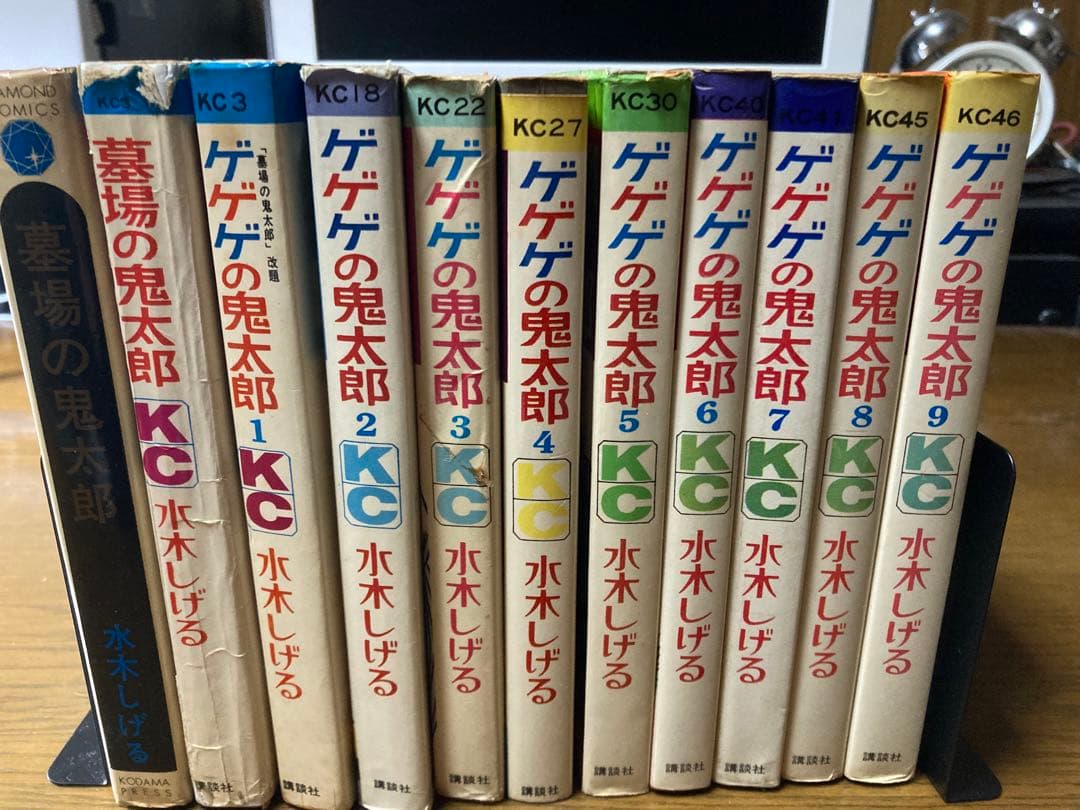 AMOND
COMICS
墓場の鬼太郎
水木しげる
KODAMA
PRESS
KC3
墓場の鬼太郎
KC
水木しげる
KC3
「墓場の鬼太郎」改題
ゲゲゲの鬼太郎
1
KC
水木しげる
講談社
KC18
ゲゲゲの鬼太郎
2
KC
水木しげる
講談社
KC22
ゲゲゲの鬼太郎
3
KC
水木しげる
講談社
KC27
ゲゲゲの鬼太郎
4
KC
水木しげる
講談社
KC30
ゲゲゲの鬼太郎
5
KC
水木しげる
講談社
KC40
ゲゲゲの鬼太郎
6
KC
水木しげる
講談社
KC41
ゲゲゲの鬼太郎
7
KC
水木しげる
講談社
KC45
ゲゲゲの鬼太郎
8
KC
水木しげる
講談社
KC46
ゲゲゲの鬼太郎
9
KC
水木しげる
講談社